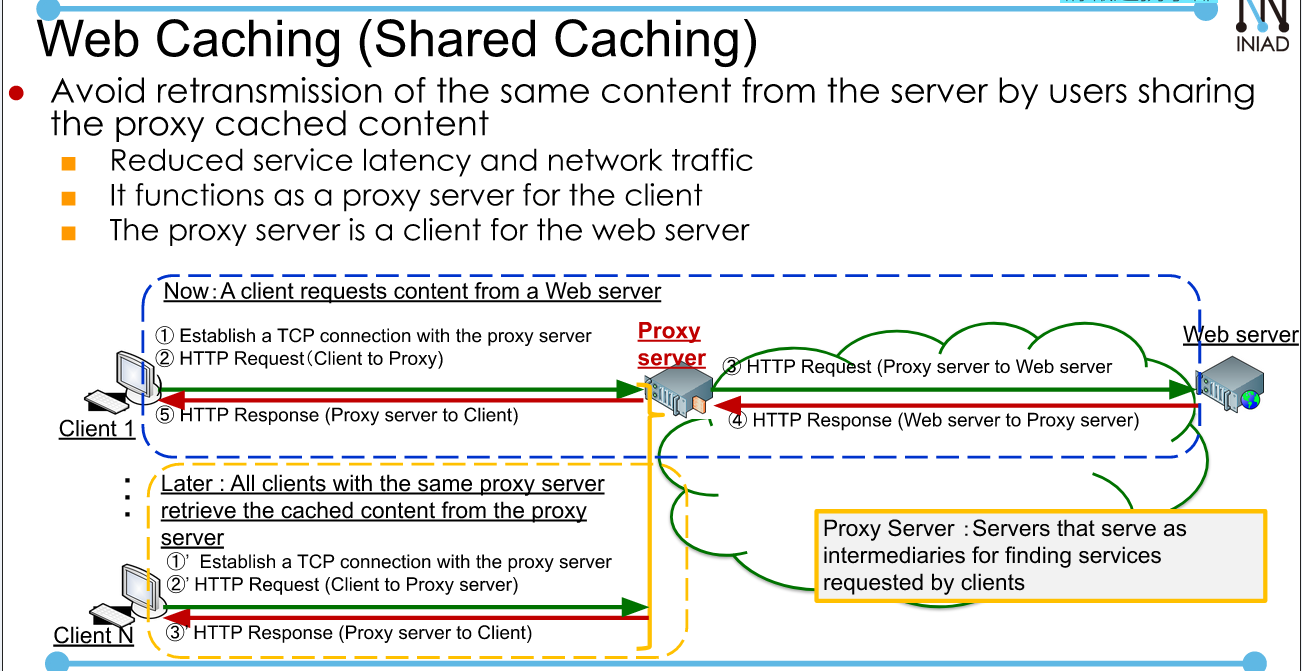 INIAD
Web Caching (Shared Caching)
● Avoid retransmission of the same content from the server by users sharing
the proxy cached content
■ Reduced service latency and network traffic
■ It functions as a proxy server for the client
■ The proxy server is a client for the web server
Now:A client requests content from a Web server
① Establish a TCP connection with the proxy server
② HTTP Request(Client to Proxy)
Proxy
server
Web server
③ HTTP Request (Proxy server to Web server
⑤ HTTP Response (Proxy server to Client)
④ HTTP Response (Web server to Proxy server)
Client 1
Later : All clients with the same proxy server
retrieve the cached content from the proxy
server
①’ Establish a TCP connection with the proxy server
②’ HTTP Request (Client to Proxy server)
③’ HTTP Response (Proxy server to Client)
Client N
Proxy Server :Servers that serve as
intermediaries for finding services
requested by clients